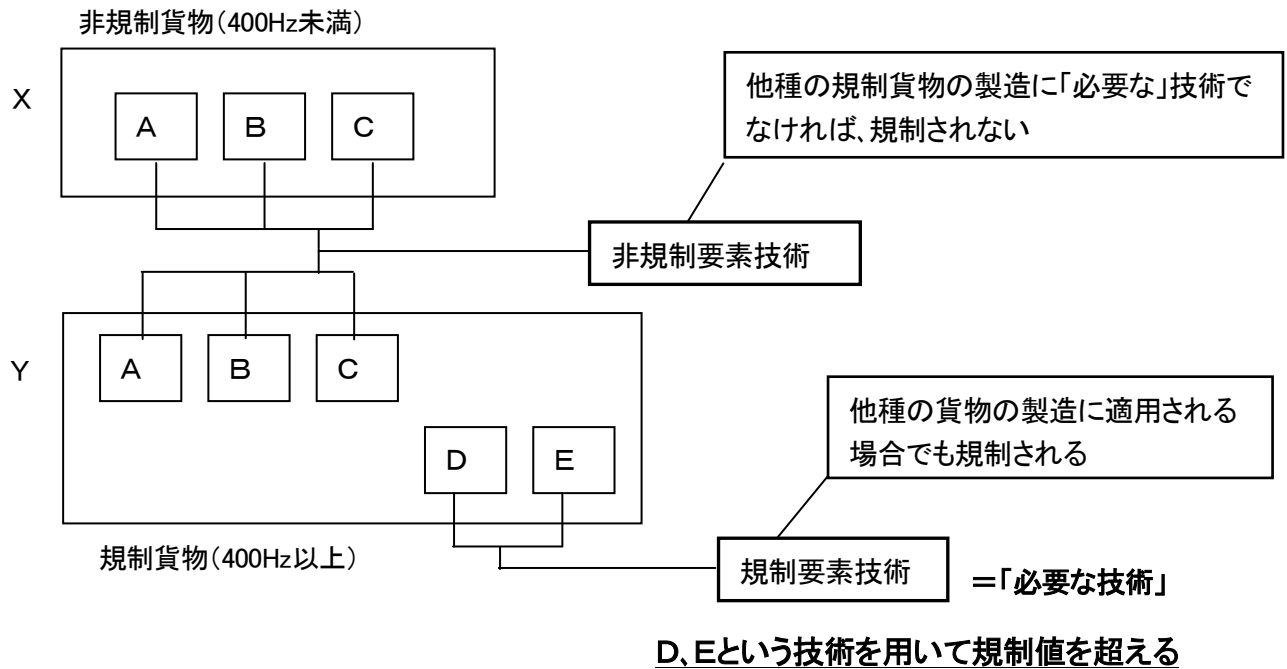 非規制貨物(400Hz未満)
X
A B C
他種の規制貨物の製造に「必要な」技術で
なければ、規制されない
非規制要素技術
Y
A B C
D E
他種の貨物の製造に適用される
場合でも規制される
規制貨物(400Hz以上)
規制要素技術 =「必要な技術」
D、Eという技術を用いて規制値を超える